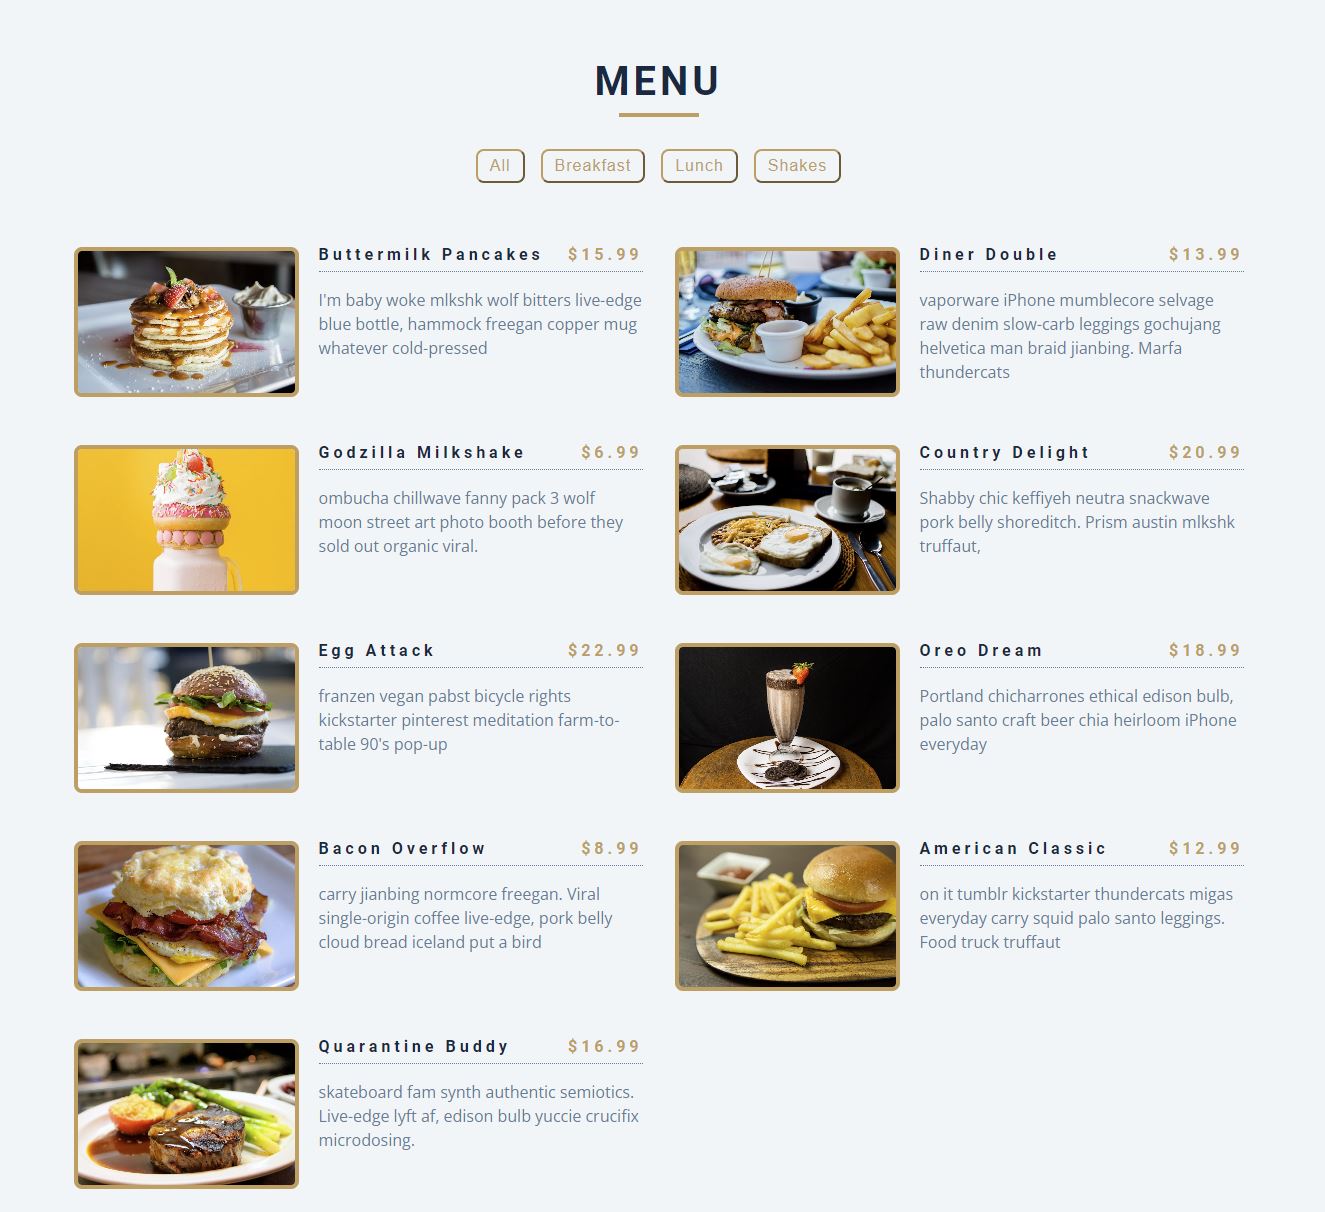 MENU
All
Breakfast
Lunch
Shakes
Buttermilk Pancakes $15.99
I'm baby woke mlkshk wolf bitters live-edge
blue bottle, hammock freegan copper mug
whatever cold-pressed
Diner Double $13.99
vaporware iPhone mumblecore selvage
raw denim slow-carb leggings gochujang
helvetica man braid jianbing. Marfa
thundercats
Godzilla Milkshake $6.99
ombucha chillwave fanny pack 3 wolf
moon street art photo booth before they
sold out organic viral.
Country Delight $20.99
Shabby chic keffiyeh neutra snackwave
pork belly shoreditch. Prism austin mlkshk
truffaut,
Egg Attack $22.99
franzen vegan pabst bicycle rights
kickstarter pinterest meditation farm-to-
table 90's pop-up
Oreo Dream $18.99
Portland chicharrones ethical edison bulb,
palo santo craft beer chia heirloom iPhone
everyday
Bacon Overflow $8.99
carry jianbing normcore freegan. Viral
single-origin coffee live-edge, pork belly
cloud bread iceland put a bird
American Classic $12.99
on it tumblr kickstarter thundercats migas
everyday carry squid palo santo leggings.
Food truck truffaut
Quarantine Buddy $16.99
skateboard fam synth authentic semiotics.
Live-edge lyft af, edison bulb yuccie crucifix
microdosing.